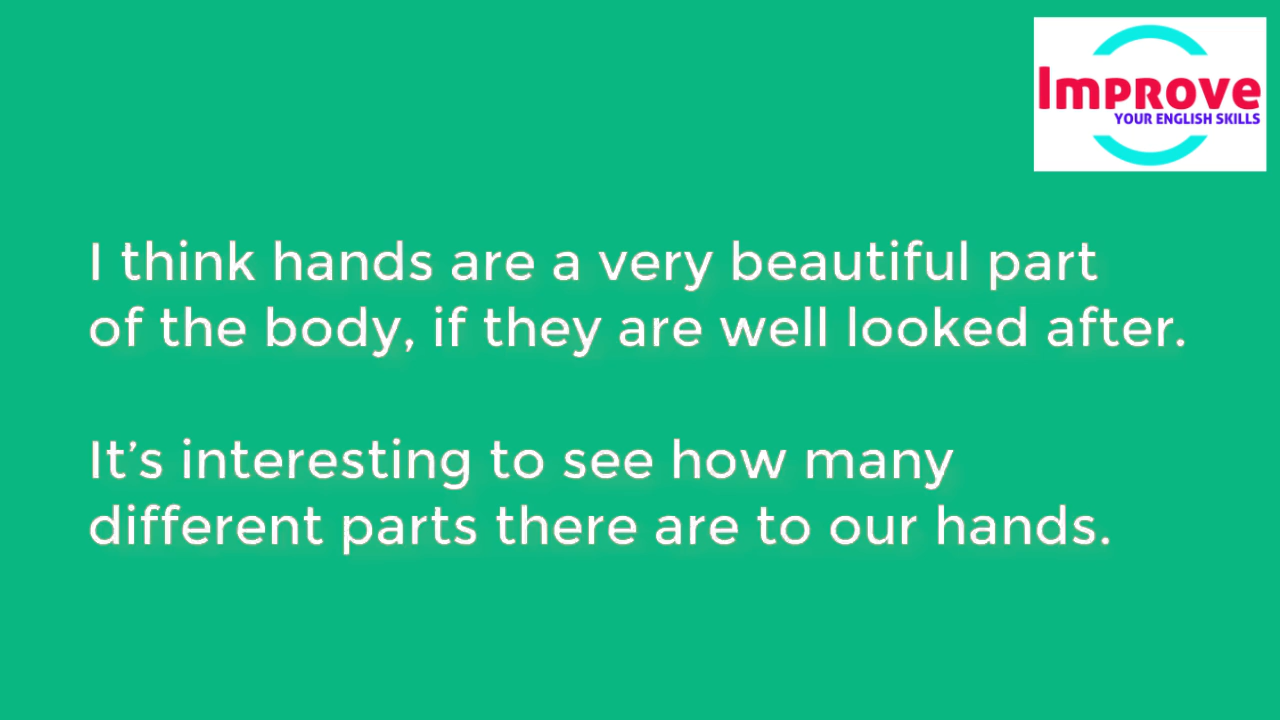 Improve
YOUR ENGLISH SKILLS
I think hands are a very beautiful part
of the body, if they are well looked after.
It’s interesting to see how many
different parts there are to our hands.